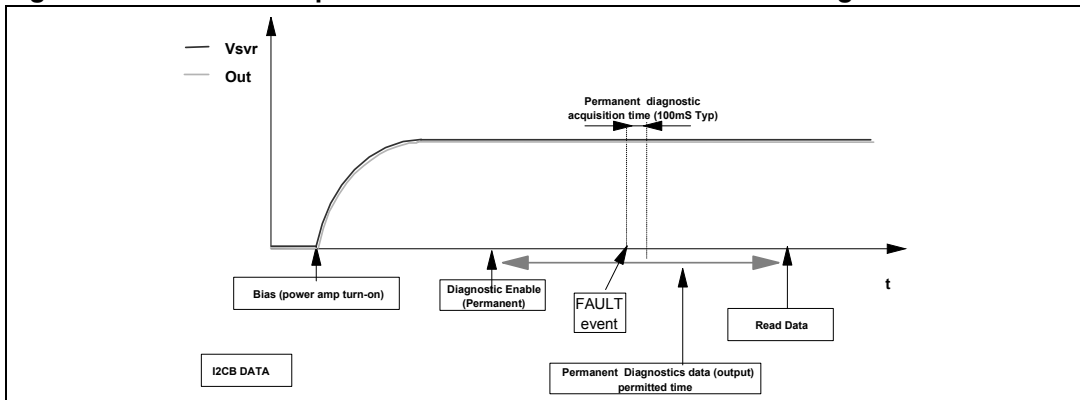 Vsvr
Out
Permanent diagnostic
acquisition time (100mS Typ)
t
Bias (power amp turn-on)
Diagnostic Enable
(Permanent)
FAULT
event
Read Data
I2CB DATA
Permanent Diagnostics data (output)
permitted time